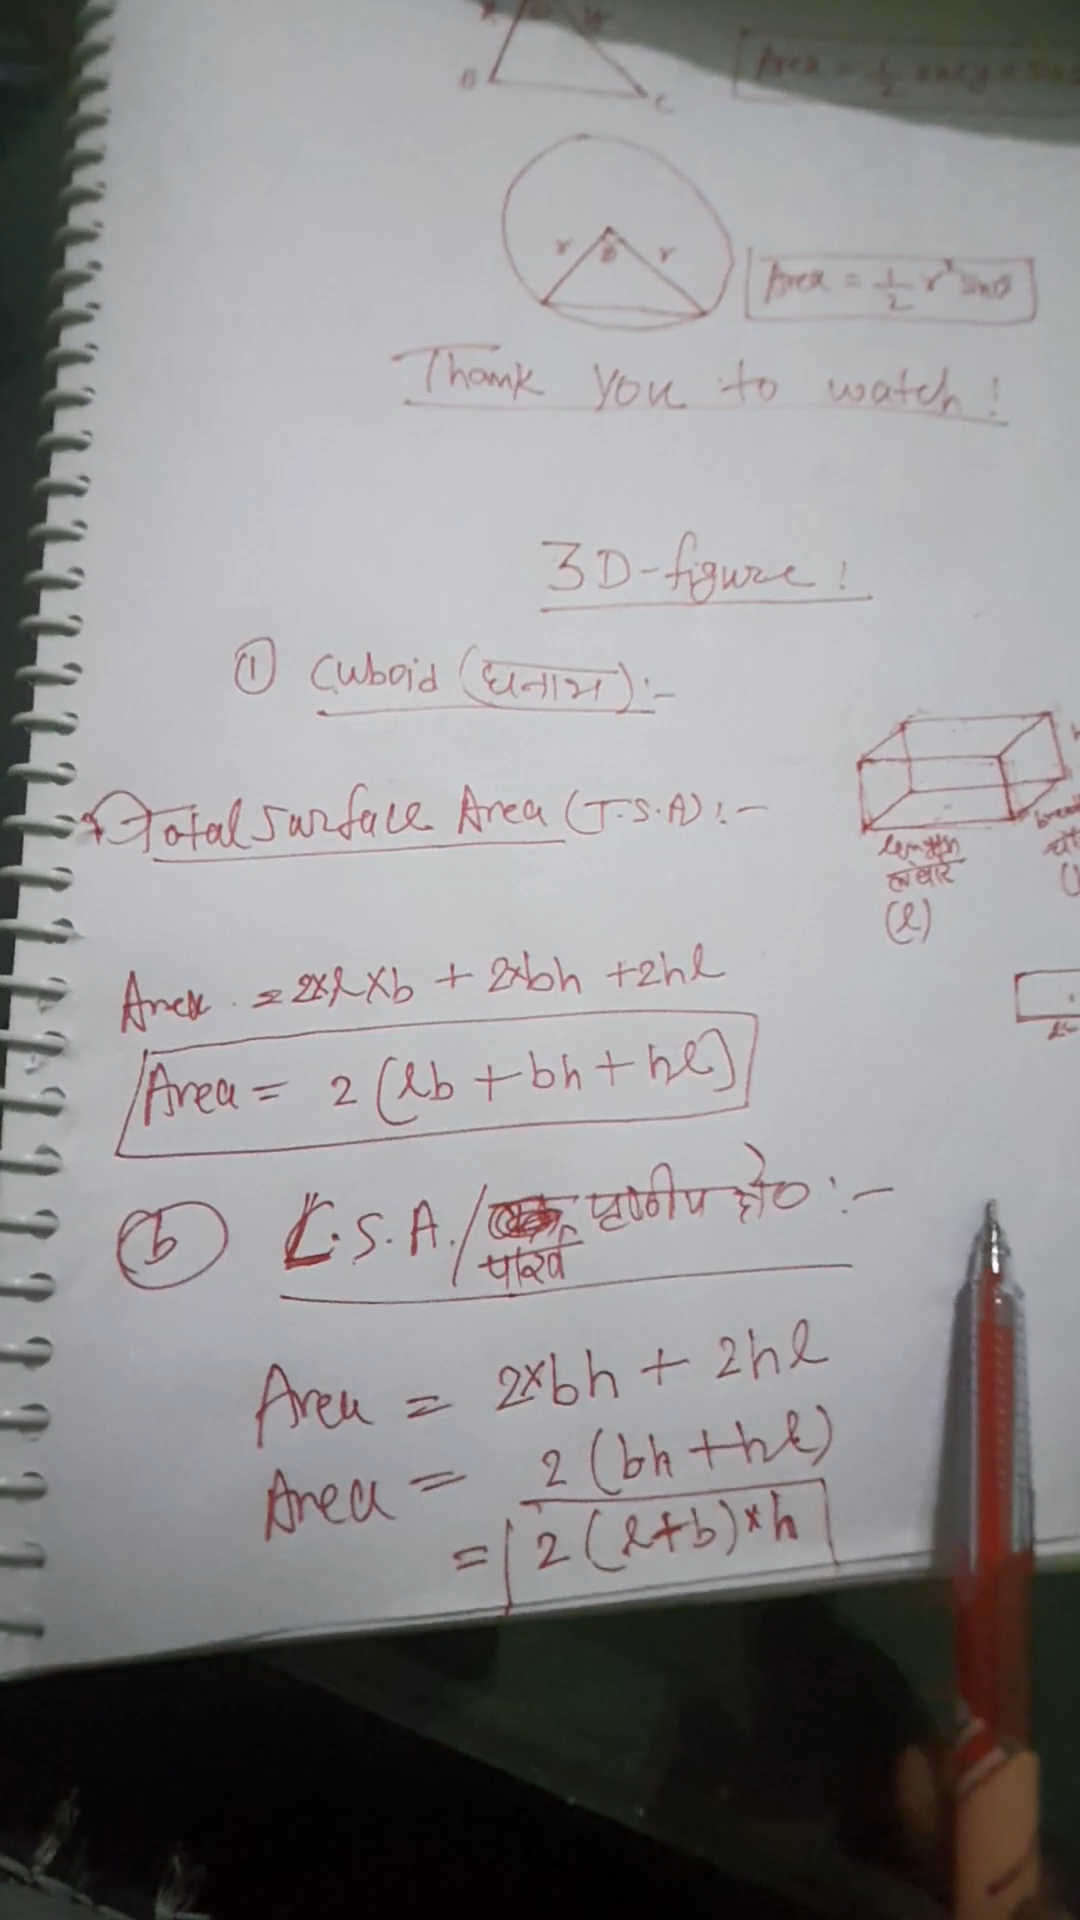 B
C
r θ r
Area = 1/2 r² sinθ
Thank you to watch!
3D-figure!
① Cuboid (घनाभ):-
Total Surface Area (T.S.A):-
length
(l)
Area = 2×l×b + 2×bh + 2hl
Area = 2(lb + bh + hl)
ⓑ L.S.A./ पृष्ठीय क्षे०:-
पार्श्व
Area = 2×bh + 2hl
Area = 2(bh + hl)
= 2(l+b)×h